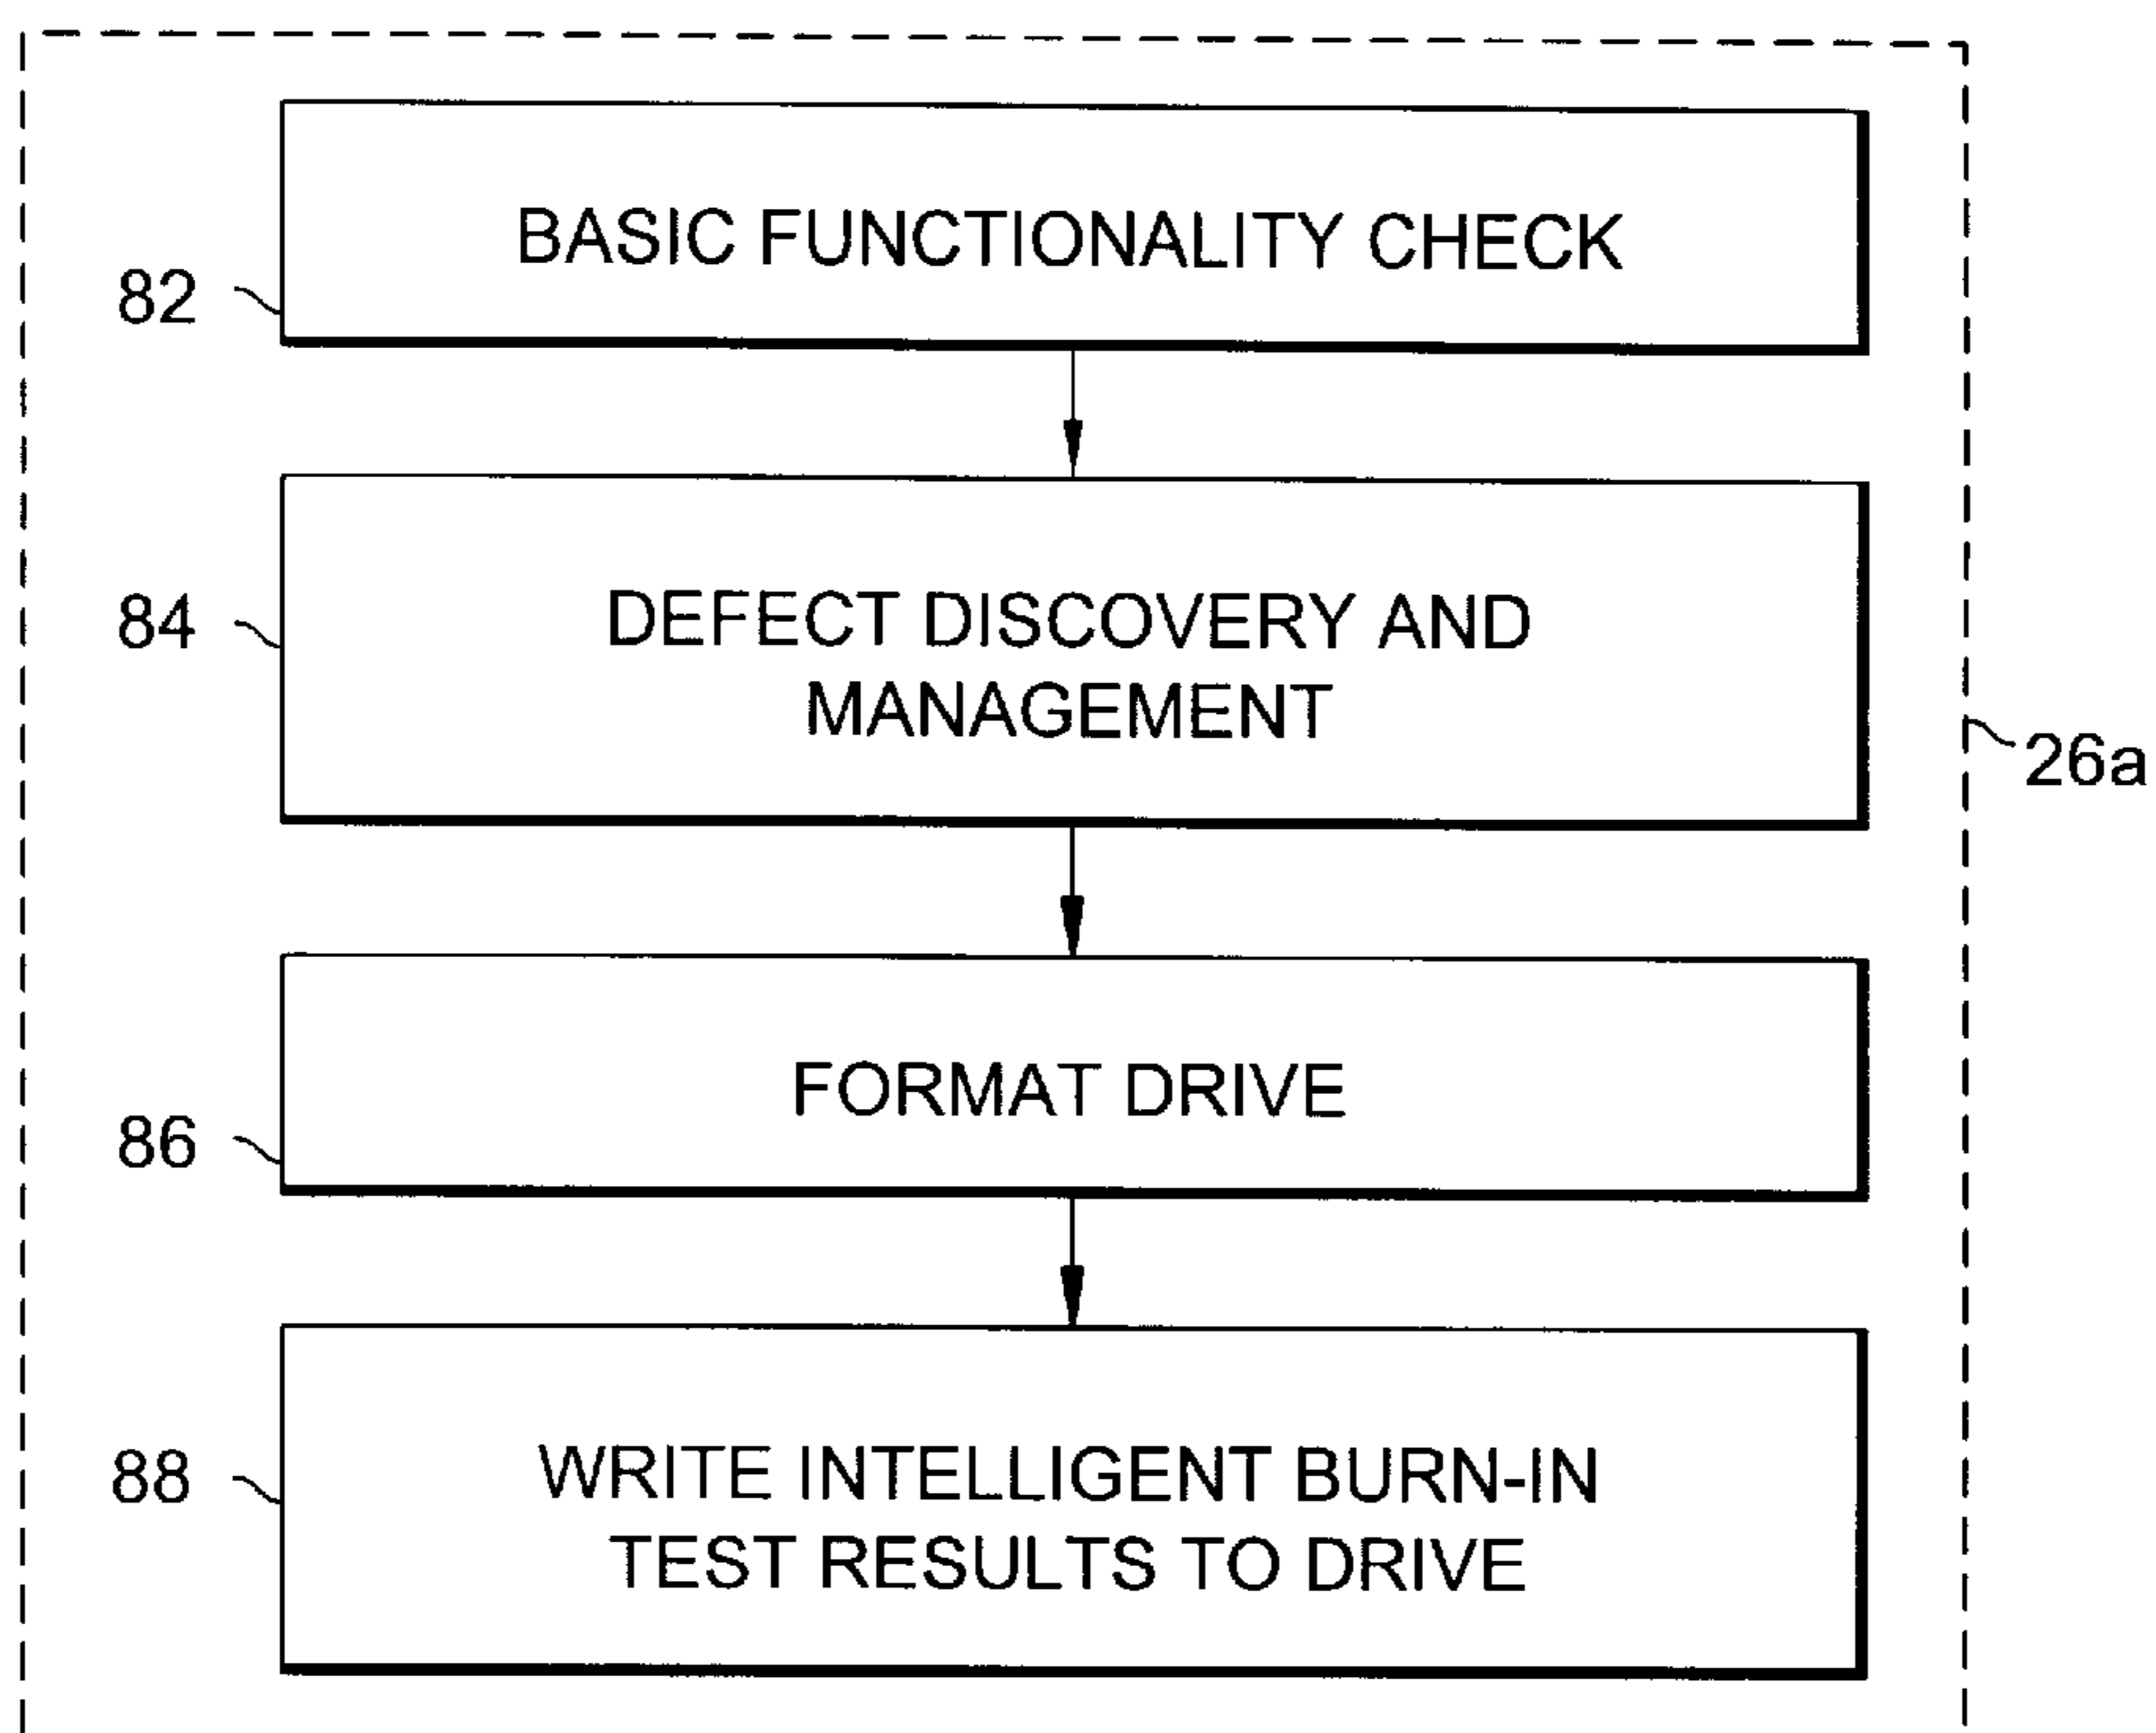 BASIC FUNCTIONALITY CHECK
82
DEFECT DISCOVERY AND
MANAGEMENT
84
26a
FORMAT DRIVE
86
WRITE INTELLIGENT BURN-IN
TEST RESULTS TO DRIVE
88